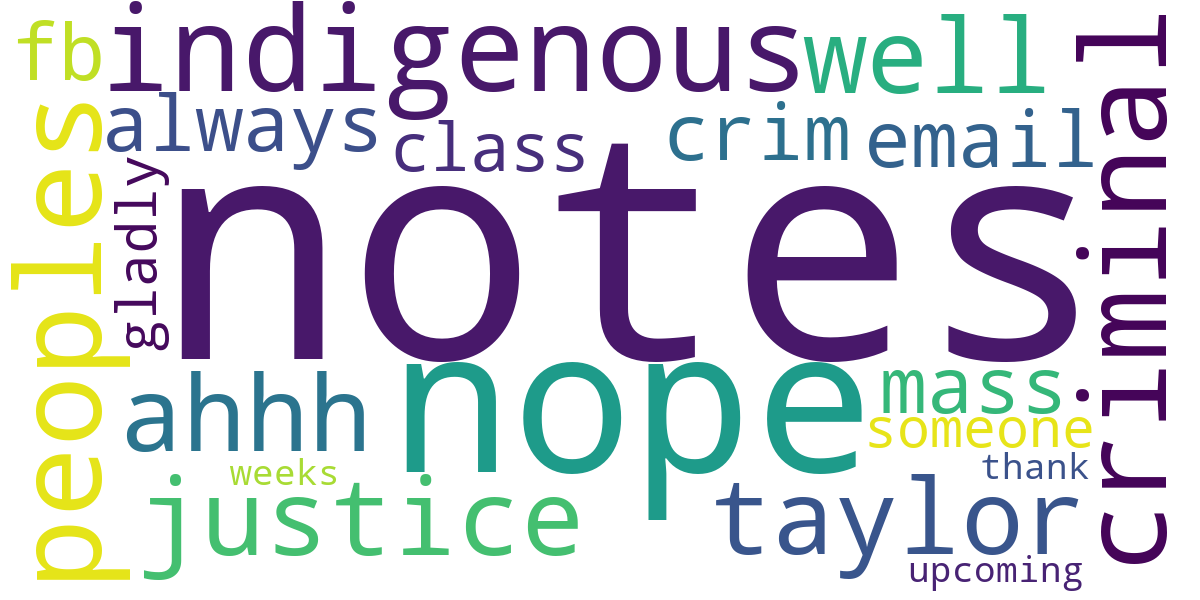 fb
indigenous
well
criminal
peoples
always
class
crim
email
gladly
notes
ahhh
nope
mass
someone
weeks
thank
justice
taylor
upcoming